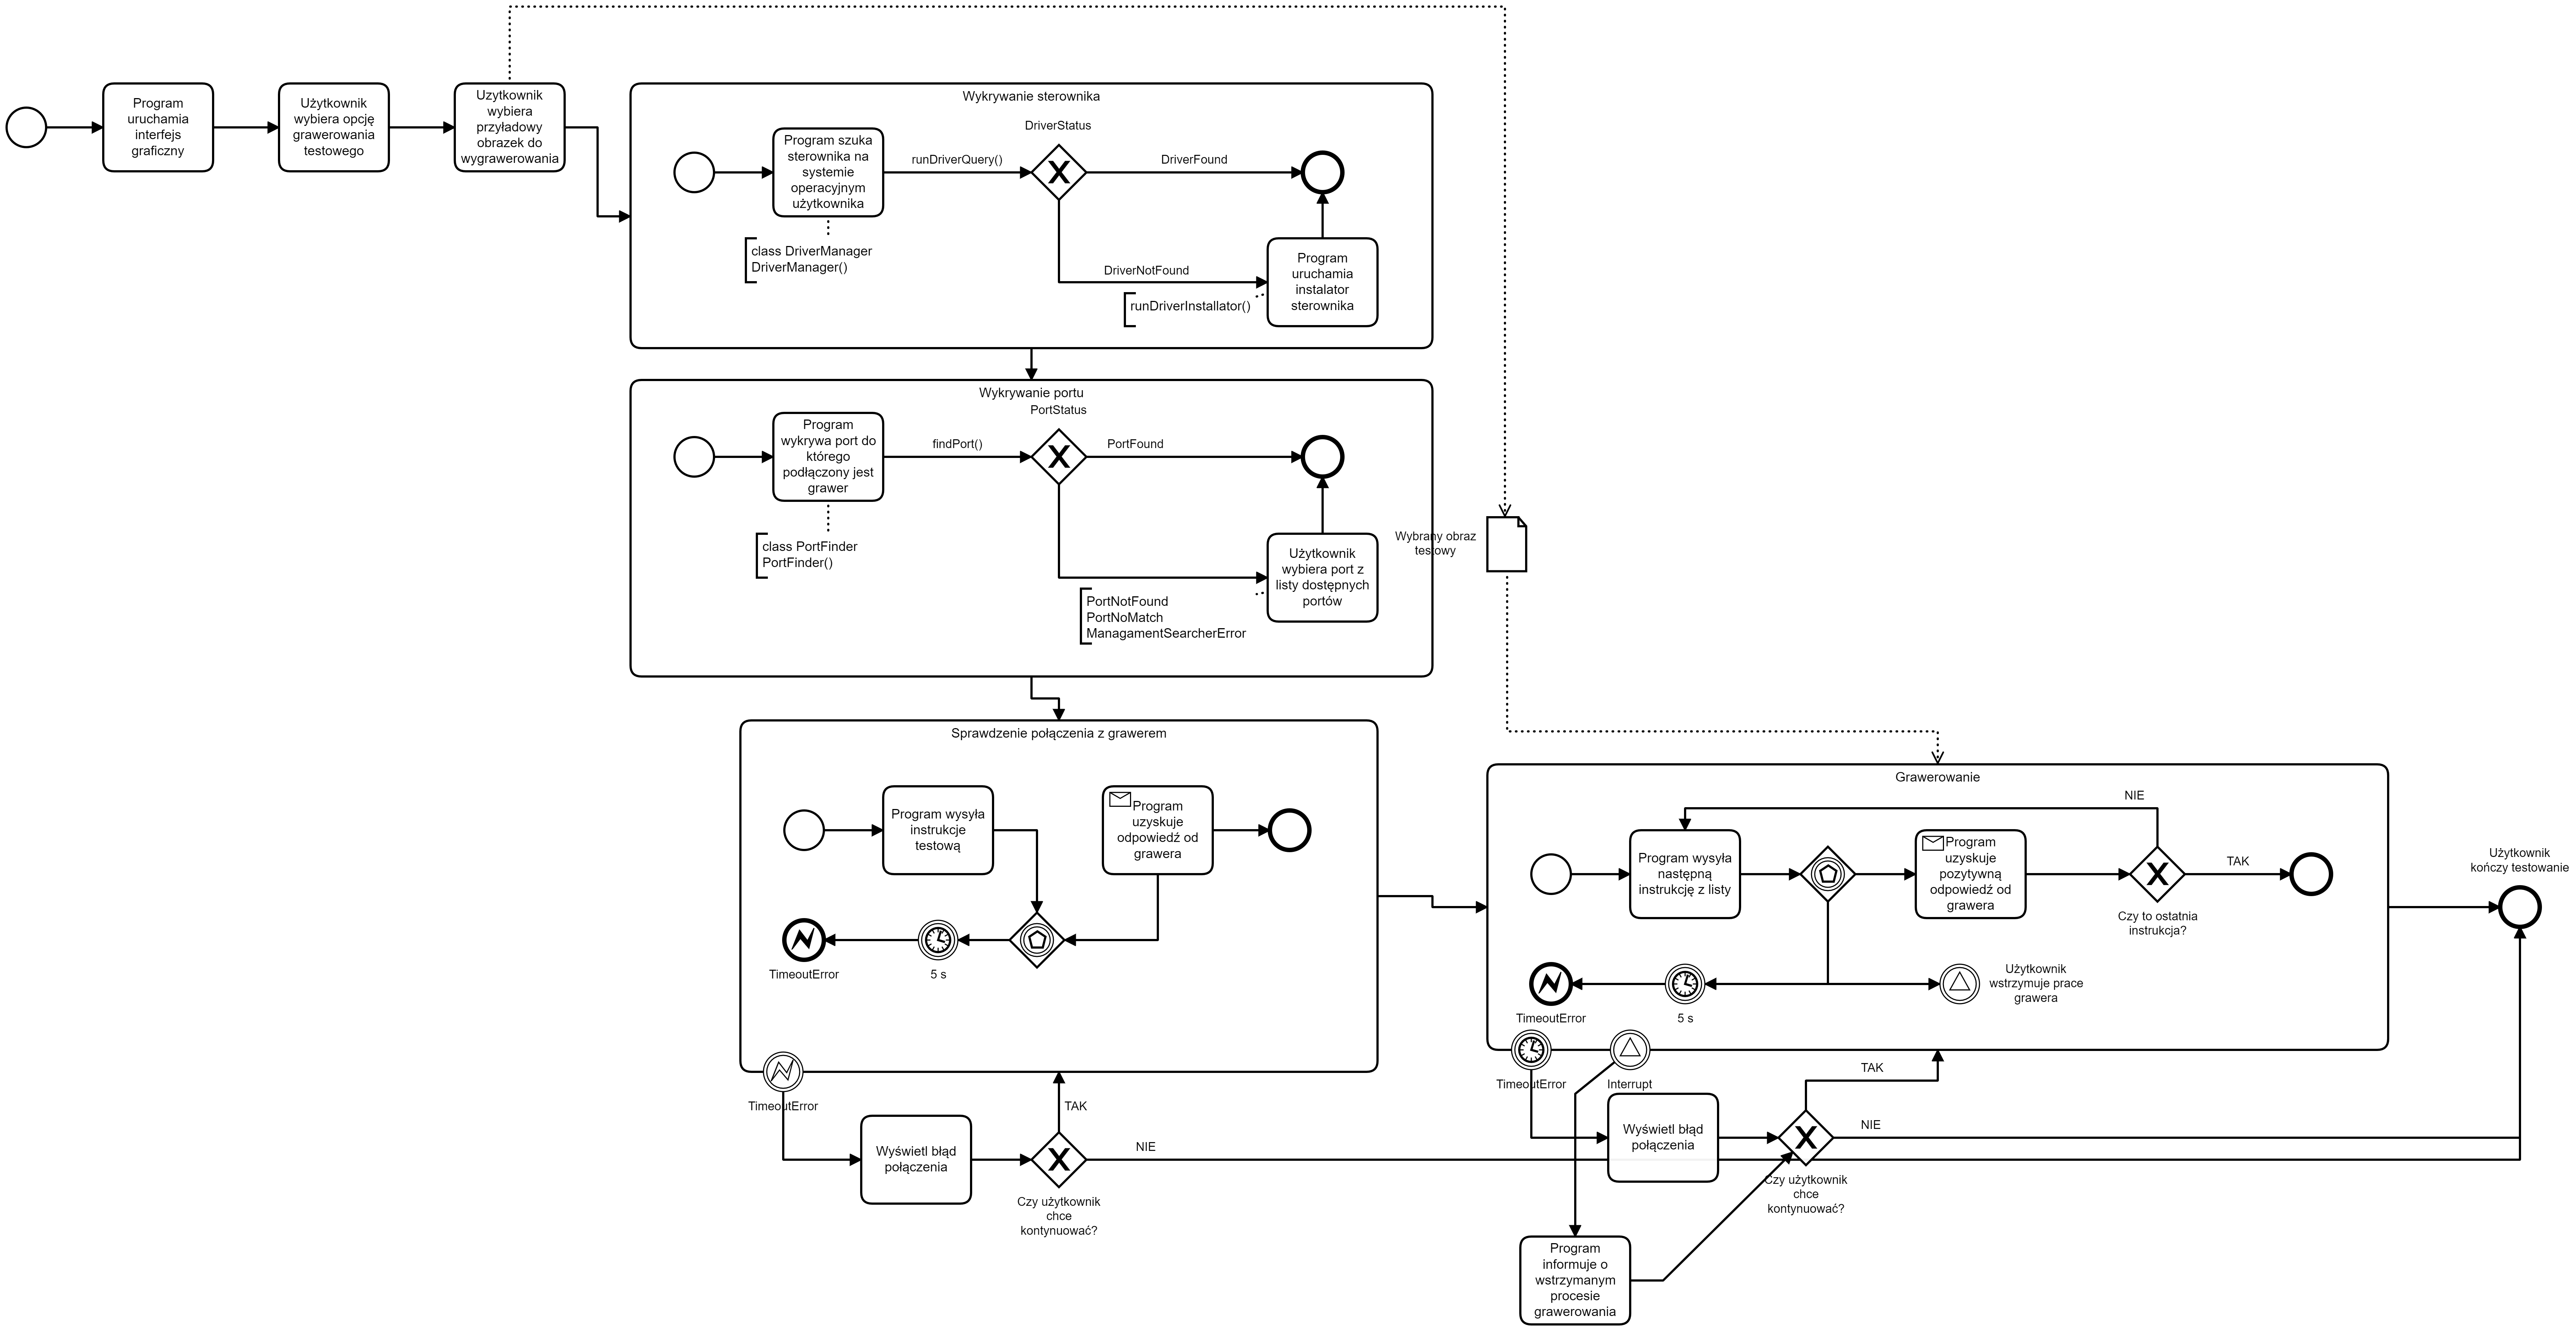 Program
uruchamia
interfejs
graficzny
Użytkownik
wybiera opcję
grawerowania
testowego
Uzytkownik
wybiera
przyładowy
obrazek do
wygrawerowania
Wykrywanie sterownika
DriverStatus
Program szuka
sterownika na
systemie
operacyjnym
użytkownika
runDriverQuery()
DriverFound
class DriverManager
DriverManager()
DriverNotFound
runDriverInstallator()
Program
uruchamia
instalator
sterownika
Wykrywanie portu
PortStatus
Program
wykrywa port do
którego
podłączony jest
grawer
findPort()
PortFound
class PortFinder
PortFinder()
PortNotFound
PortNoMatch
ManagamentSearcherError
Użytkownik
wybiera port z
listy dostępnych
portów
Wybrany obraz
testowy
Sprawdzenie połączenia z grawerem
Program wysyła
instrukcje
testową
Program
uzyskuje
odpowiedź od
grawera
TimeoutError
5 s
TimeoutError
Wyświetl błąd
połączenia
TAK
NIE
Czy użytkownik
chce
kontynuować?
Grawerowanie
NIE
Program wysyła
następną
instrukcję z listy
Program
uzyskuje
pozytywną
odpowiedź od
grawera
TAK
Czy to ostatnia
instrukcja?
Użytkownik
kończy testowanie
TimeoutError
5 s
Użytkownik
wstrzymuje prace
grawera
TimeoutError
Interrupt
TAK
Wyświetl błąd
połączenia
NIE
Czy użytkownik
chce
kontynuować?
Program
informuje o
wstrzymanym
procesie
grawerowania